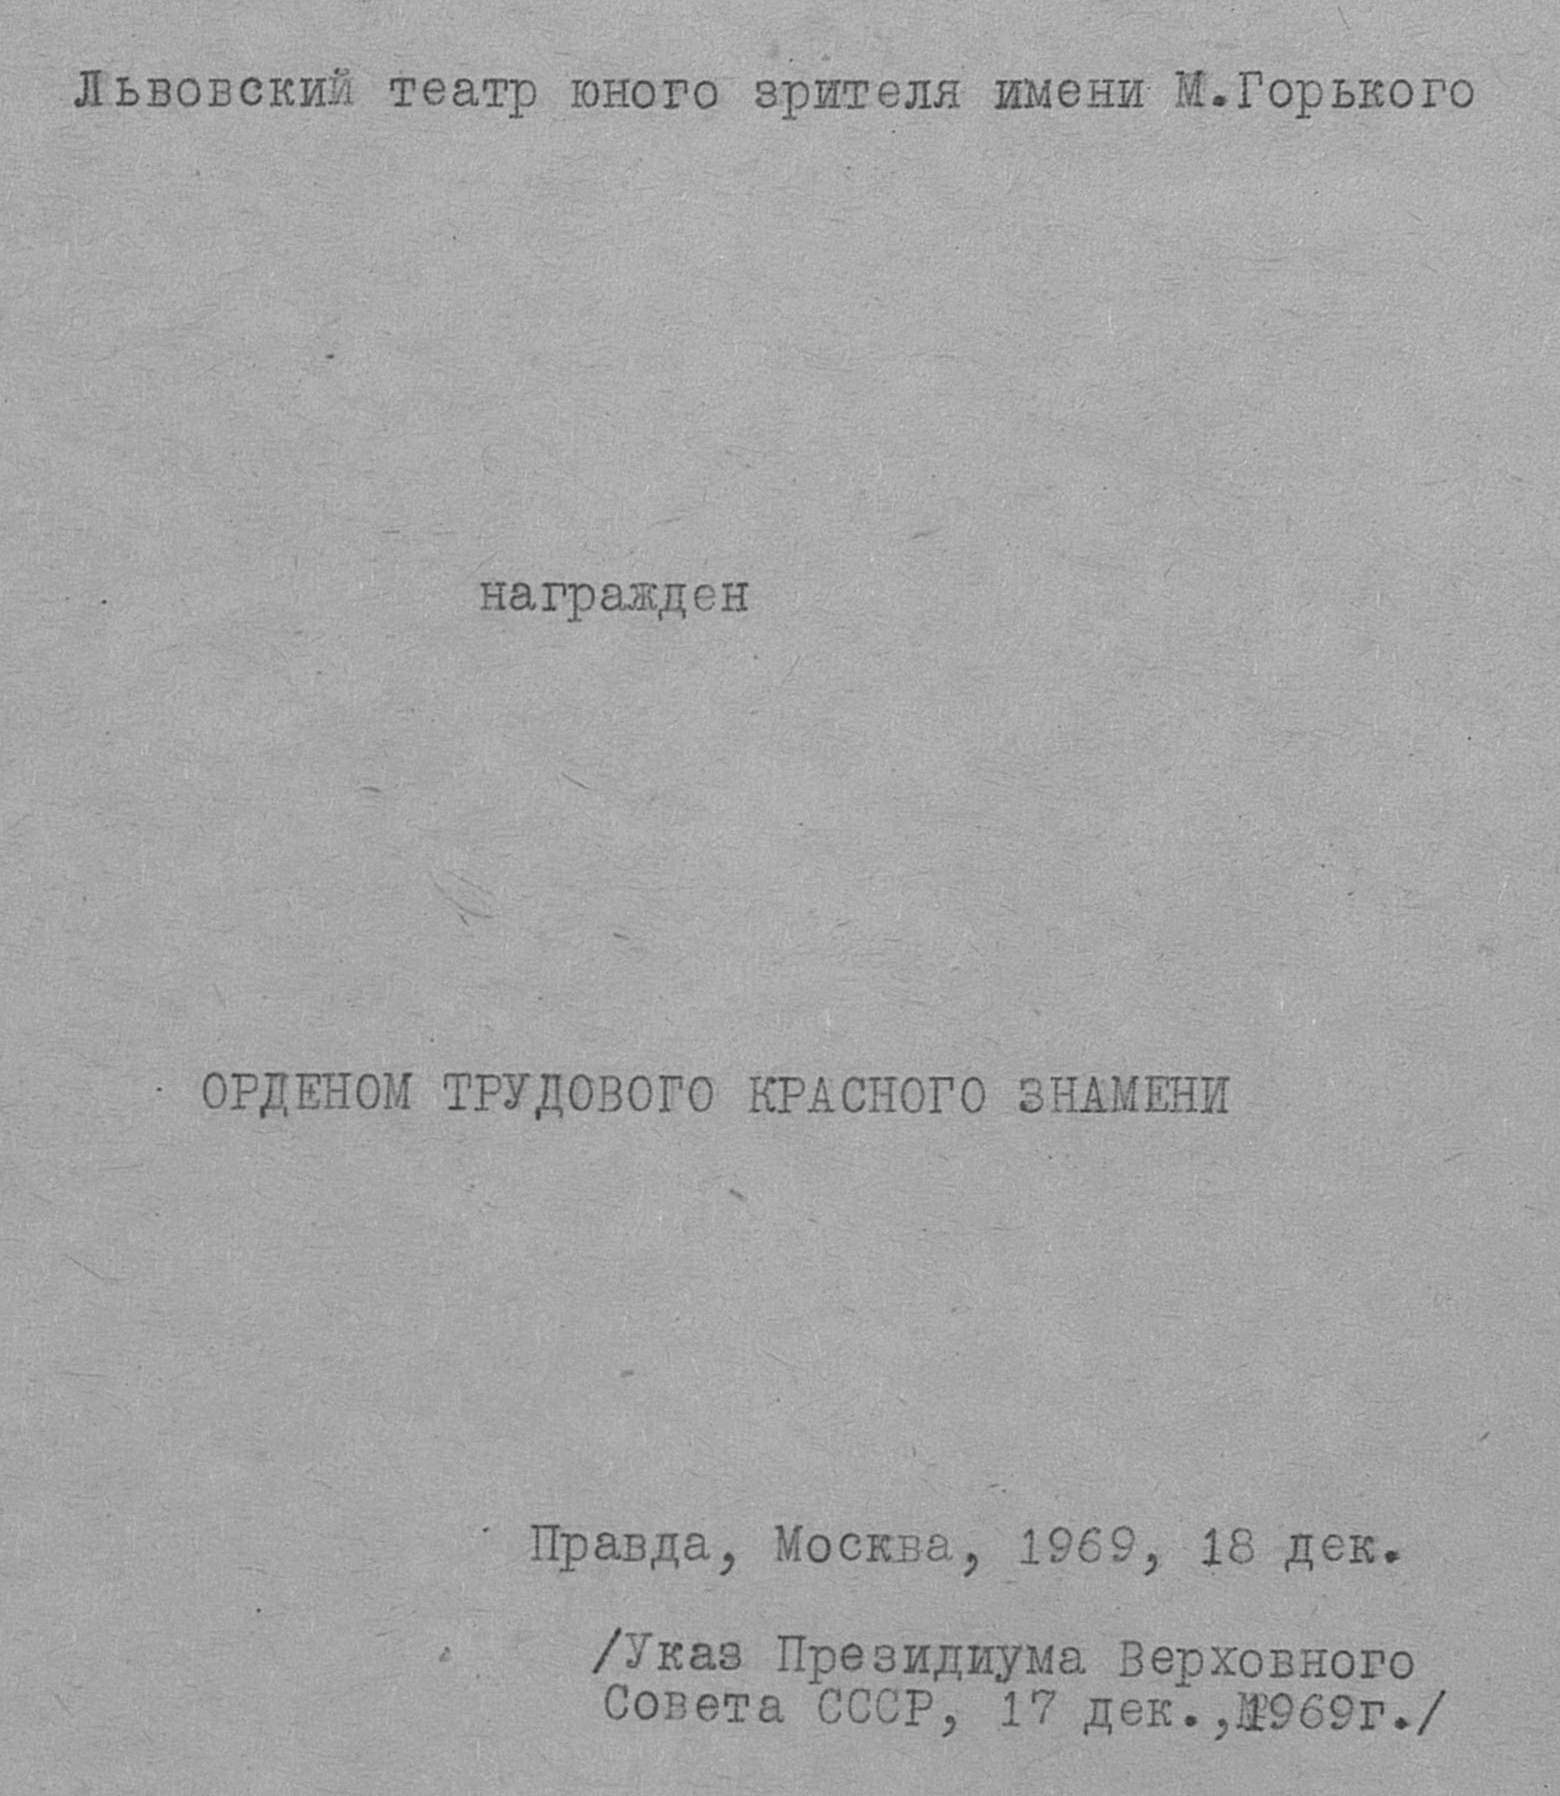 Львовский театр юного зрителя имени М.Горького
награжден
ОРДЕНОМ ТРУДОВОГО КРАСНОГО ЗНАМЕНИ
Правда, Москва, 1969, 18 дек.
/Указ Президиума Верховного
Совета СССР, 17 дек.,1969г./